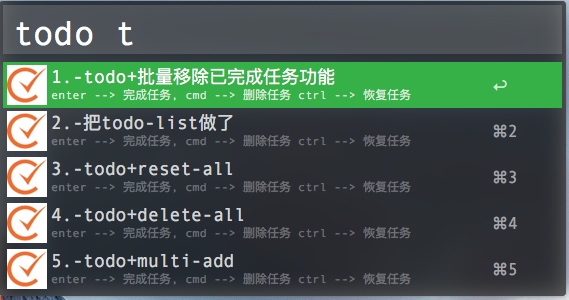 todo t
1.-todo+批量移除已完成任务功能
enter --> 完成任务, cmd --> 删除任务 ctrl --> 恢复任务
↩
2.-把todo-list做了
enter --> 完成任务, cmd --> 删除任务 ctrl --> 恢复任务
⌘2
3.-todo+reset-all
enter --> 完成任务, cmd --> 删除任务 ctrl --> 恢复任务
⌘3
4.-todo+delete-all
enter --> 完成任务, cmd --> 删除任务 ctrl --> 恢复任务
⌘4
5.-todo+multi-add
enter --> 完成任务, cmd --> 删除任务 ctrl --> 恢复任务
⌘5